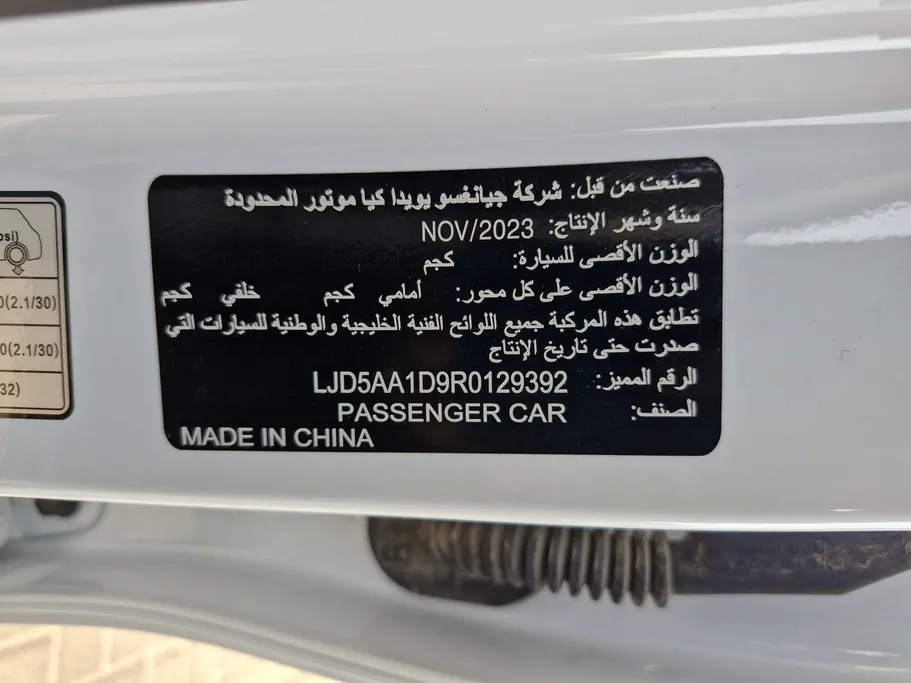 صنعت من قبل: شركة جيانغسو يويدا كيا موتور المحدودة
سنة وشهر الإنتاج: NOV/2023
الوزن الأقصى للسيارة: كجم
الوزن الأقصى على كل محور: أمامي كجم خلفي كجم
تطابق هذه المركبة جميع اللوائح الفنية الخليجية والوطنية للسيارات التي
صدرت حتى تاريخ الإنتاج
الرقم المميز: LJD5AA1D9R0129392
الصنف: PASSENGER CAR
MADE IN CHINA
psi)
0(2.1/30)
0(2.1/30)
32)